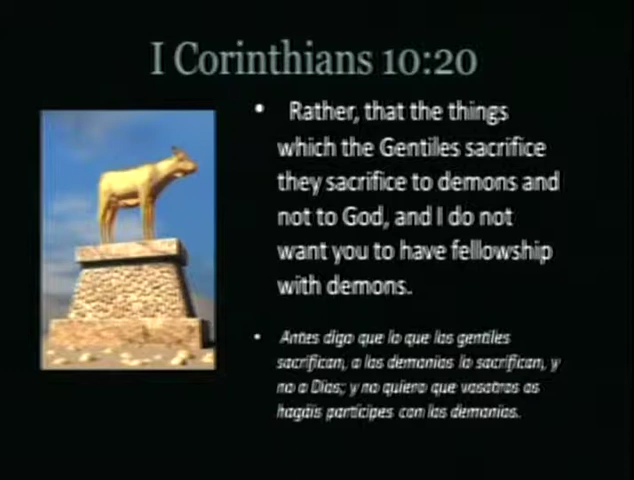 I Corinthians 10:20
• Rather, that the things
which the Gentiles sacrifice
they sacrifice to demons and
not to God, and I do not
want you to have fellowship
with demons.
• Antes digo que lo que los gentiles
sacrifican, a los demonios lo sacrifican, y
no a Dios; y no quiero que vosotros os
hagáis partícipes con los demonios.